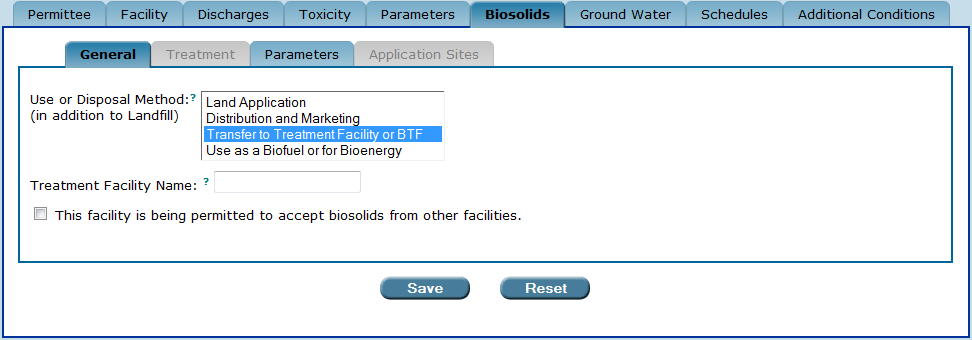 Permittee Facility Discharges Toxicity Parameters Biosolids Ground Water Schedules Additional Conditions
General Treatment Parameters Application Sites
Use or Disposal Method:?
(in addition to Landfill)
Land Application
Distribution and Marketing
Transfer to Treatment Facility or BTF
Use as a Biofuel or for Bioenergy
Treatment Facility Name: ?
This facility is being permitted to accept biosolids from other facilities.
Save Reset